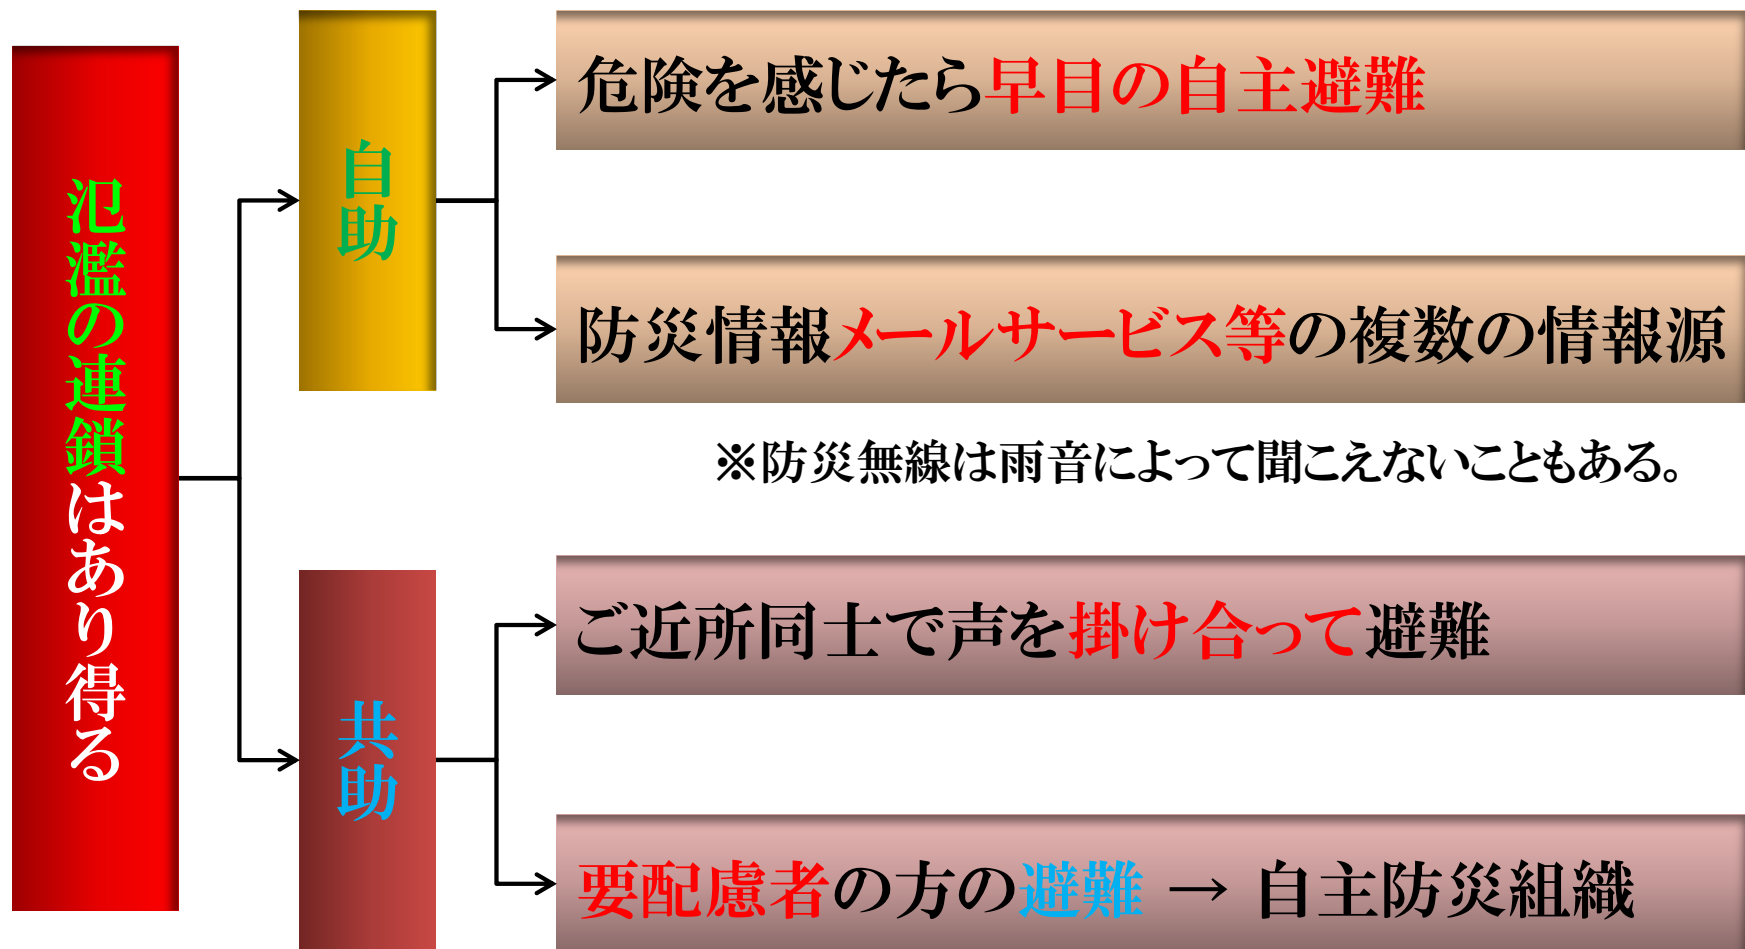 氾濫の連鎖はあり得る
自助
危険を感じたら早目の自主避難
防災情報メールサービス等の複数の情報源
※防災無線は雨音によって聞こえないこともある。
共助
ご近所同士で声を掛け合って避難
要配慮者の方の避難 → 自主防災組織